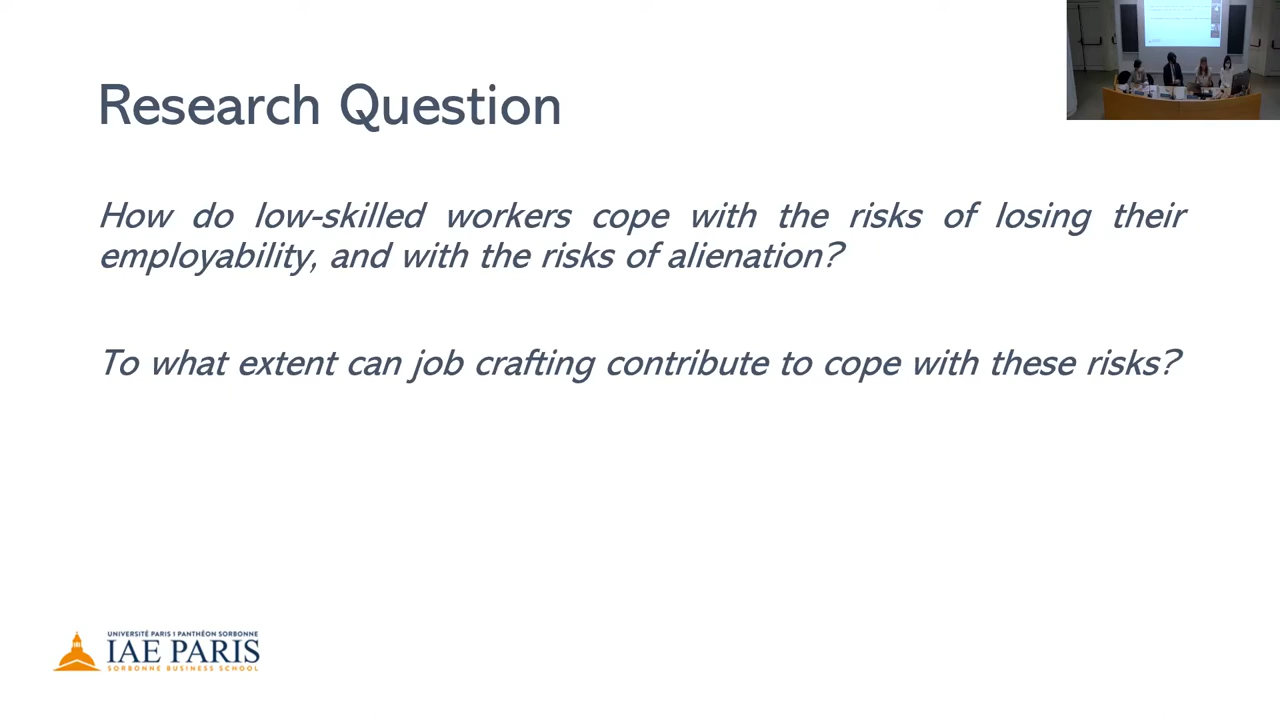 Research Question
How do low-skilled workers cope with the risks of losing their
employability, and with the risks of alienation?
To what extent can job crafting contribute to cope with these risks?
UNIVERSITÉ PARIS 1 PANTHÉON SORBONNE
IAE PARIS
SORBONNE BUSINESS SCHOOL